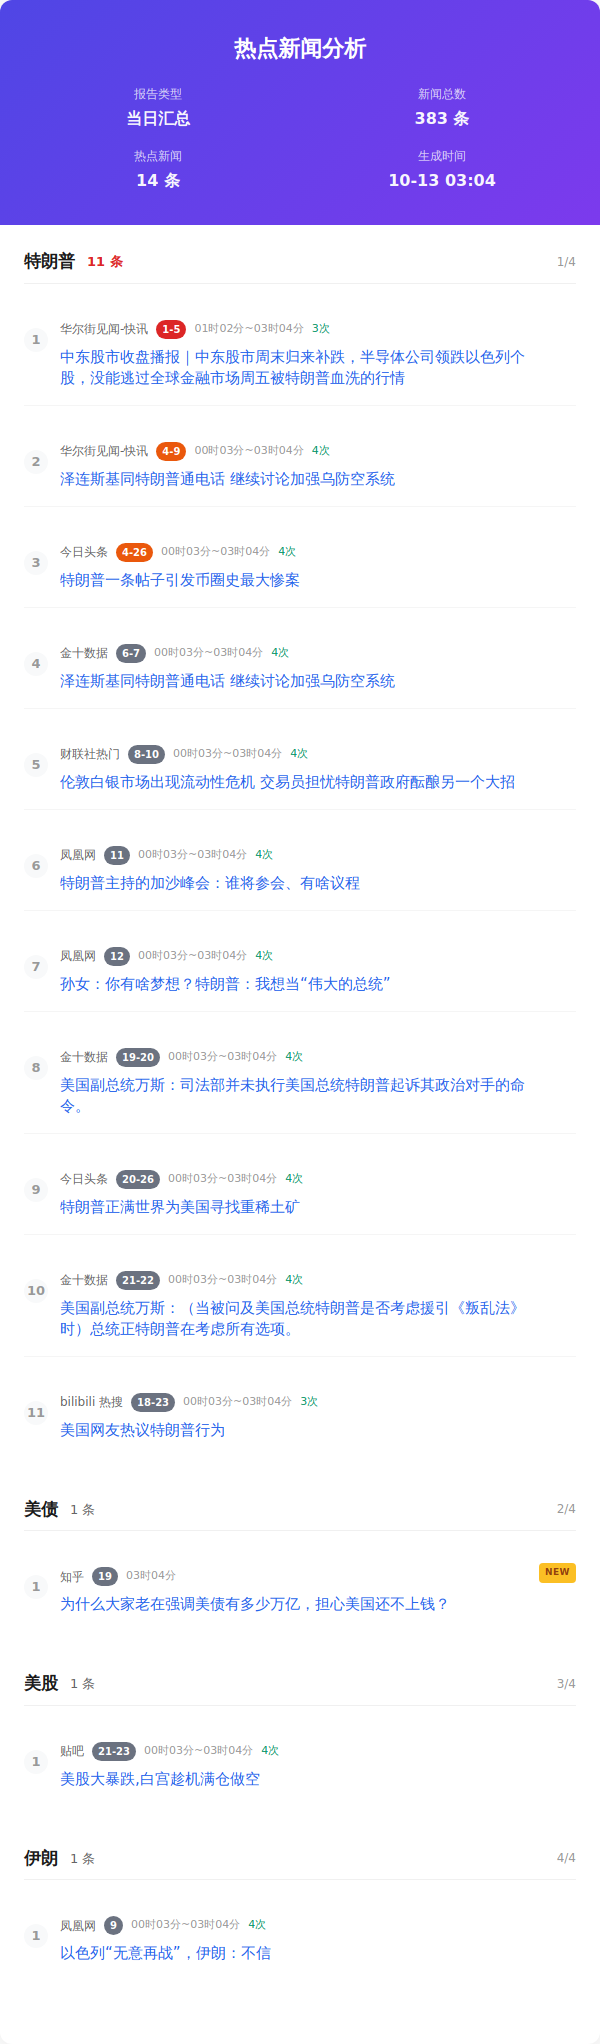 热点新闻分析
报告类型
新闻总数
当日汇总
383 条
热点新闻
生成时间
14 条
10-13 03:04
特朗普 11 条 1/4
1
华尔街见闻-快讯 1-5 01时02分~03时04分 3次
中东股市收盘播报｜中东股市周末归来补跌，半导体公司领跌以色列个
股，没能逃过全球金融市场周五被特朗普血洗的行情
2
华尔街见闻-快讯 4-9 00时03分~03时04分 4次
泽连斯基同特朗普通电话 继续讨论加强乌防空系统
3
今日头条 4-26 00时03分~03时04分 4次
特朗普一条帖子引发币圈史最大惨案
4
金十数据 6-7 00时03分~03时04分 4次
泽连斯基同特朗普通电话 继续讨论加强乌防空系统
5
财联社热门 8-10 00时03分~03时04分 4次
伦敦白银市场出现流动性危机 交易员担忧特朗普政府酝酿另一个大招
6
凤凰网 11 00时03分~03时04分 4次
特朗普主持的加沙峰会：谁将参会、有啥议程
7
凤凰网 12 00时03分~03时04分 4次
孙女：你有啥梦想？特朗普：我想当“伟大的总统”
8
金十数据 19-20 00时03分~03时04分 4次
美国副总统万斯：司法部并未执行美国总统特朗普起诉其政治对手的命
令。
9
今日头条 20-26 00时03分~03时04分 4次
特朗普正满世界为美国寻找重稀土矿
10
金十数据 21-22 00时03分~03时04分 4次
美国副总统万斯：（当被问及美国总统特朗普是否考虑援引《叛乱法》
时）总统正特朗普在考虑所有选项。
11
bilibili 热搜 18-23 00时03分~03时04分 3次
美国网友热议特朗普行为
美债 1 条 2/4
1
知乎 19 03时04分 NEW
为什么大家老在强调美债有多少万亿，担心美国还不上钱？
美股 1 条 3/4
1
贴吧 21-23 00时03分~03时04分 4次
美股大暴跌,白宫趁机满仓做空
伊朗 1 条 4/4
1
凤凰网 9 00时03分~03时04分 4次
以色列“无意再战”，伊朗：不信